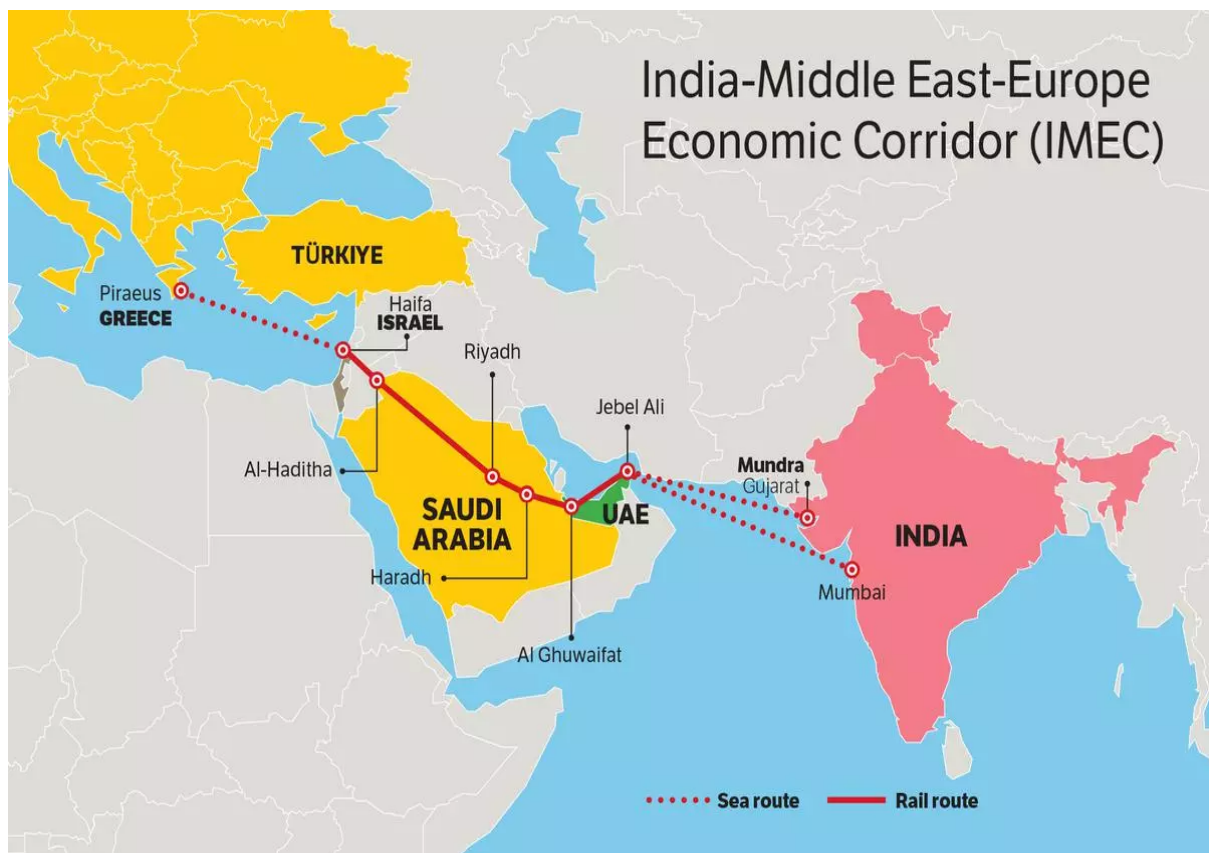 India-Middle East-Europe
Economic Corridor (IMEC)
TÜRKIYE
Piraeus
GREECE
Haifa
ISRAEL
Riyadh
Jebel Ali
Mundra
Gujarat
Al-Haditha
SAUDI
ARABIA
UAE
INDIA
Haradh
Mumbai
Al Ghuwaifat
Sea route
Rail route